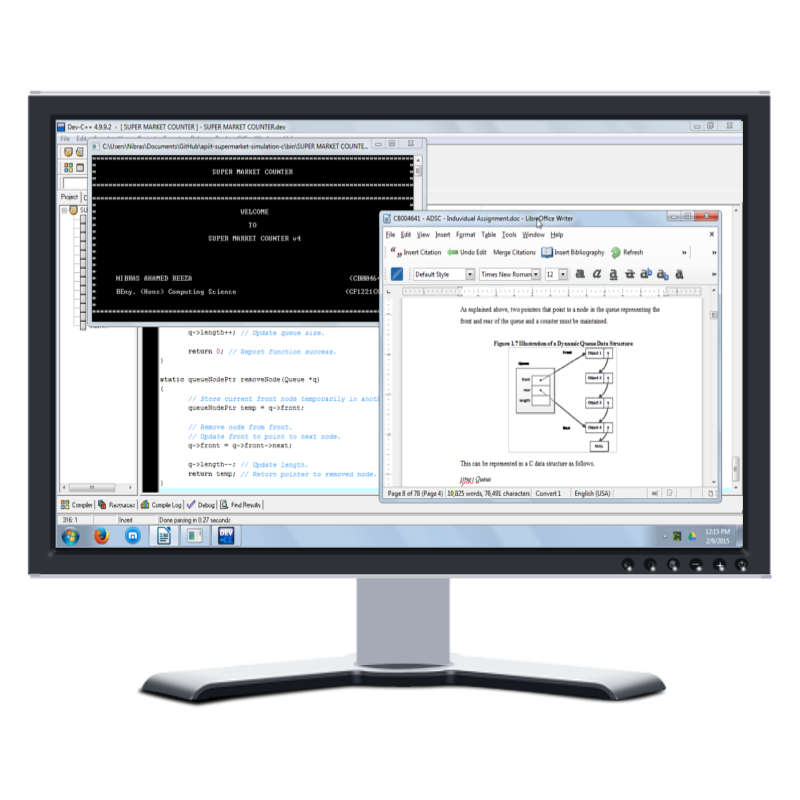 Dev-C++ 4.9.9.2 - [ SUPER MARKET COUNTER ] - SUPER MARKET COUNTER.dev
File
C:\Users\Nibras\Documents\GitHub\apiit-supermarket-simulation-c\bin\SUPER MARKET COUNTE...
SUPER MARKET COUNTER
WELCOME
TO
SUPER MARKET COUNTER v4
NIBRAS AHAMED REEZA
BEng. (Hons) Computing Science
Project
q->length++; // Update queue size.
return 0; // Report function success.
}
static queueNodePtr removeNode(Queue *q)
{
// Store current front node temporarily in anoth
queueNodePtr temp = q->front;
// Remove node from front.
// Update front to point to next node.
q->front = q->front->next;
q->length--; // Update length.
return temp; // Return pointer to removed node.
}
CB004641 - ADSC - Induvidual Assignment.doc - LibreOffice Writer
File Edit View Insert Format Table Tools Window Help
Insert Citation Undo Edit Merge Citations Insert Bibliography Refresh
Default Style Times New Roman 12
As explained above, two pointers that point to a node in the queue representing the
front and rear of the queue and a counter must be maintained.
Figure 1.7 Illustration of a Dynamic Queue Data Structure
Front
Object 1
Queue
front
rear
length
Object 2
Object 3
Rear
Object 4
NULL
This can be represented in a C data structure as follows.
Queue
Page 8 of 78 (Page 4) 10,825 words, 76,491 characters Convert 1 English (USA)
Compiler Resources Compile Log Debug Find Results
316: 1 Insert Done parsing in 0.27 seconds
DEV
12:15 PM
2/9/2015